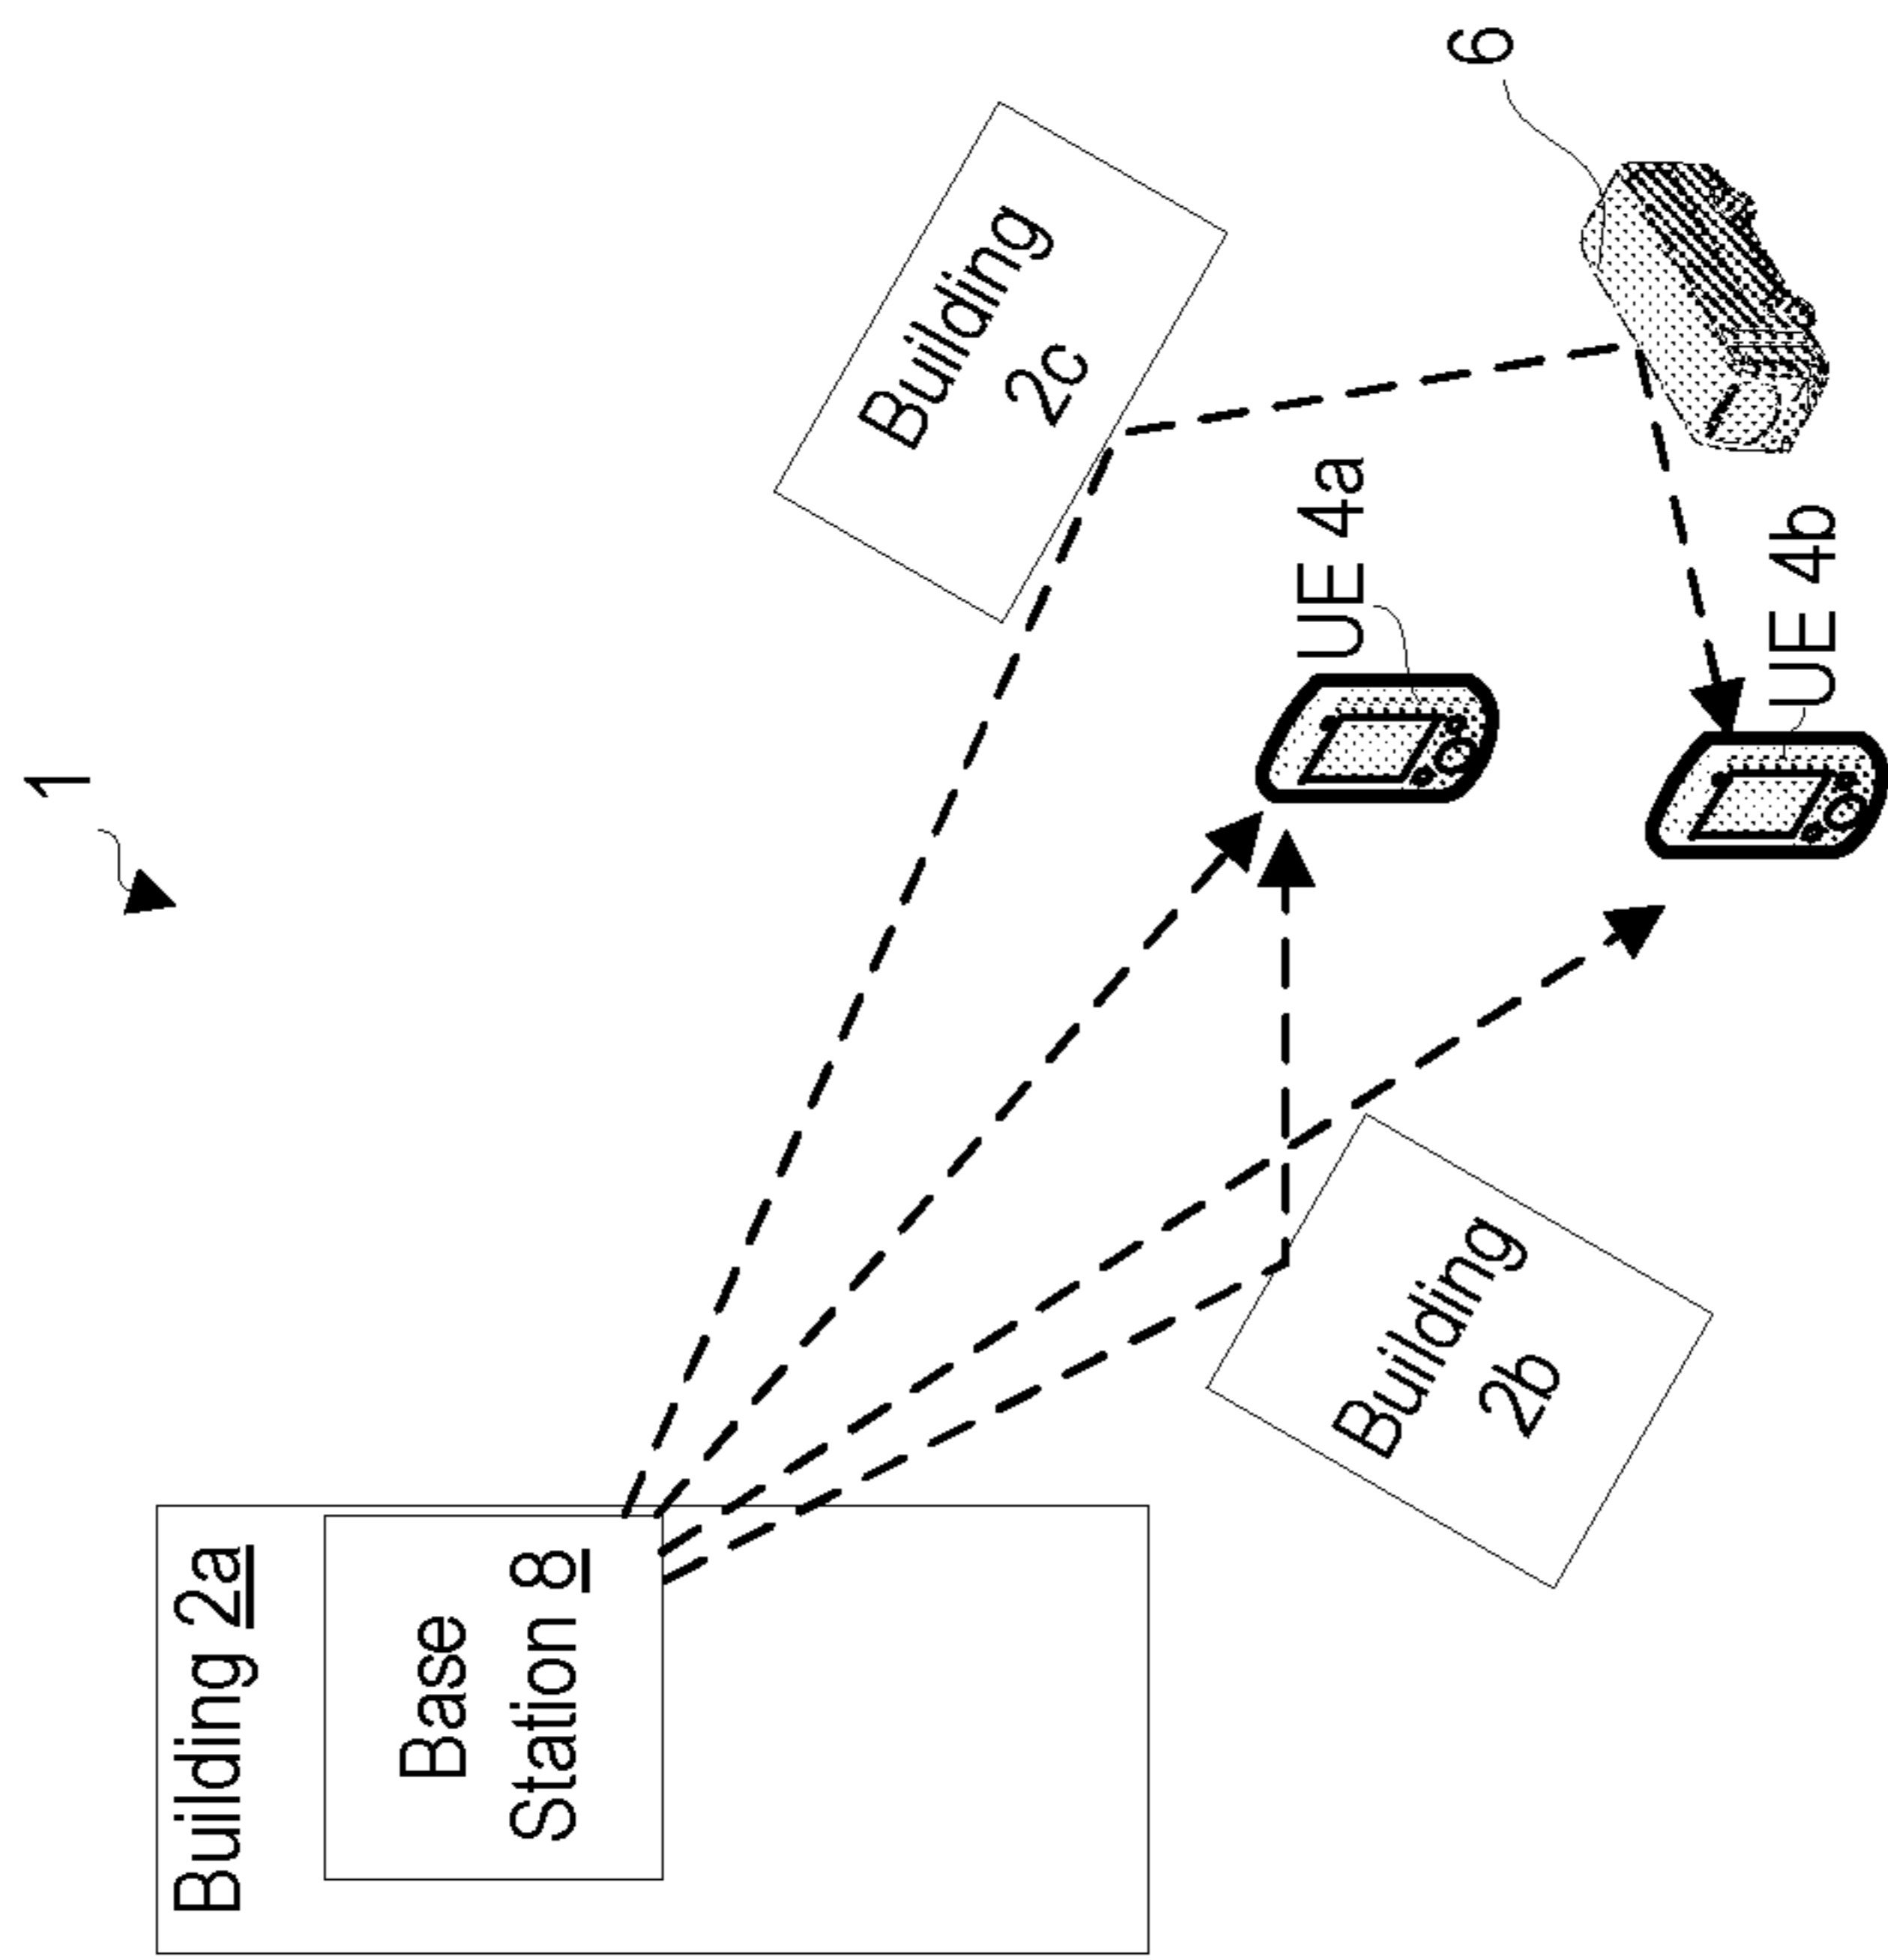 1
Building 2a
Base
Station 8
Building
2b
Building
2c
UE 4a
UE 4b
6